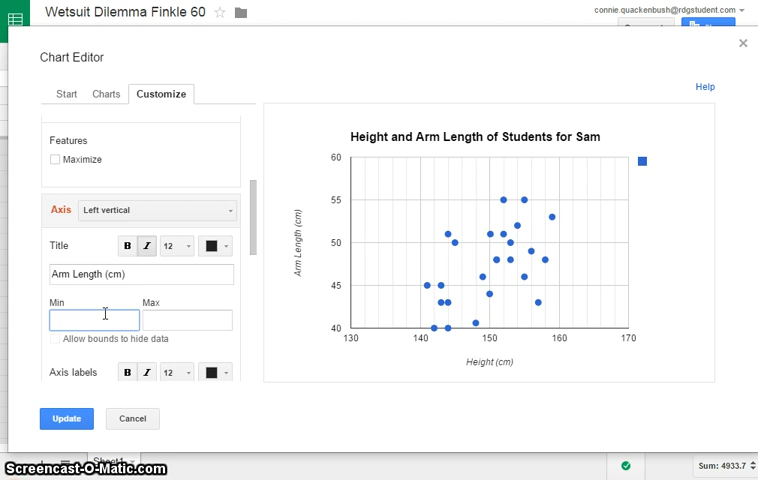 Wetsuit Dilemma Finkle 60
connie.quackenbush@rdgstudent.com
Chart Editor
Start Charts Customize
Help
Features
Maximize
Axis Left vertical
Title B I 12
Arm Length (cm)
Min Max
Allow bounds to hide data
Axis labels B I 12
Update Cancel
Height and Arm Length of Students for Sam
60
55
50
45
40
Arm Length (cm)
130 140 150 160 170
Height (cm)
Sheet1
Sum: 4933.7
Screencast-O-Matic.com